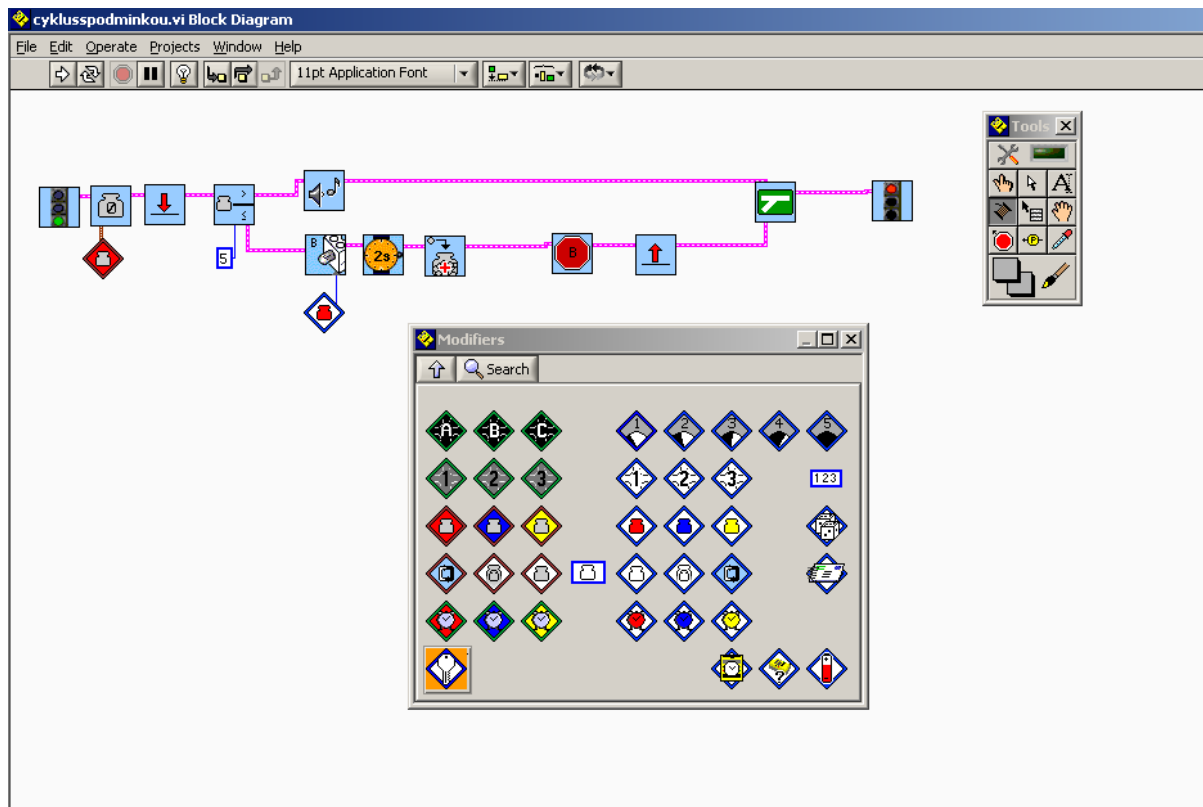 cyklusspodminkou.vi Block Diagram
File Edit Operate Projects Window Help
11pt Application Font
Tools
A
P
0
>
≤
5
B
2s
B
Modifiers
Search
A B C 1 2 3 4 5
1 2 3 1 2 3 123
?